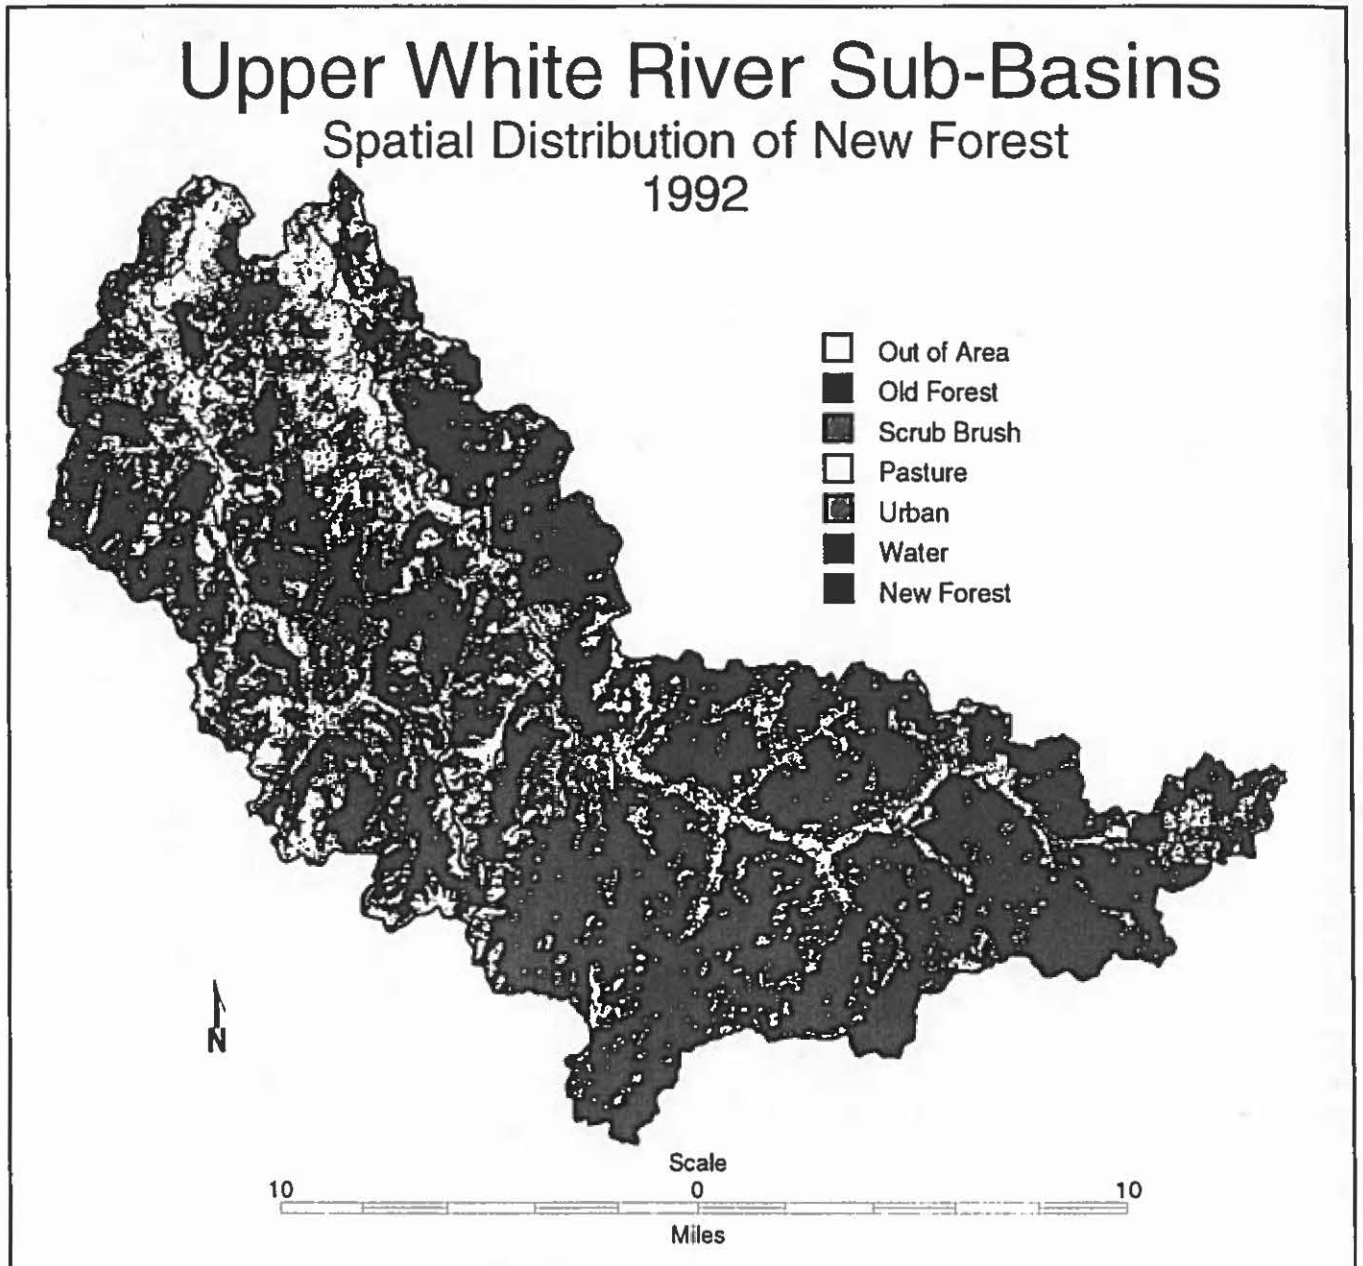 Upper White River Sub-Basins
Spatial Distribution of New Forest
1992
Out of Area
Old Forest
Scrub Brush
Pasture
Urban
Water
New Forest
N
Scale
10 0 10
Miles